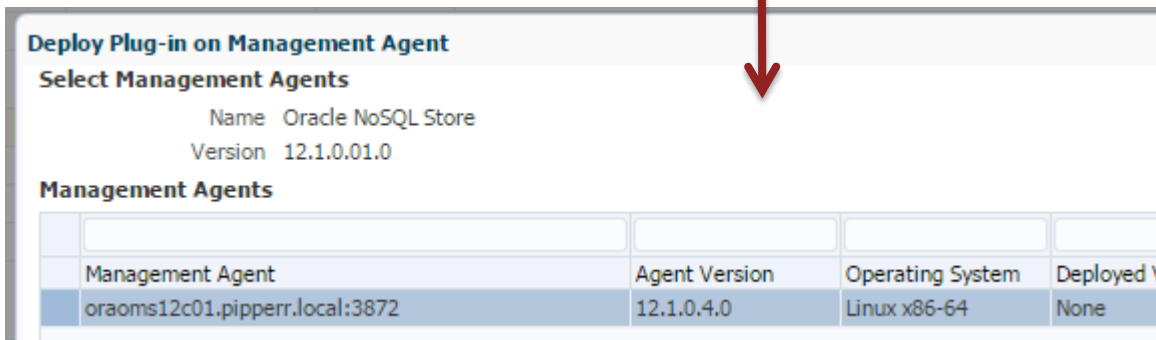 Deploy Plug-in on Management Agent
Select Management Agents
Name Oracle NoSQL Store
Version 12.1.0.01.0
Management Agents
Management Agent Agent Version Operating System Deployed
oraoms12c01.pipperr.local:3872 12.1.0.4.0 Linux x86-64 None